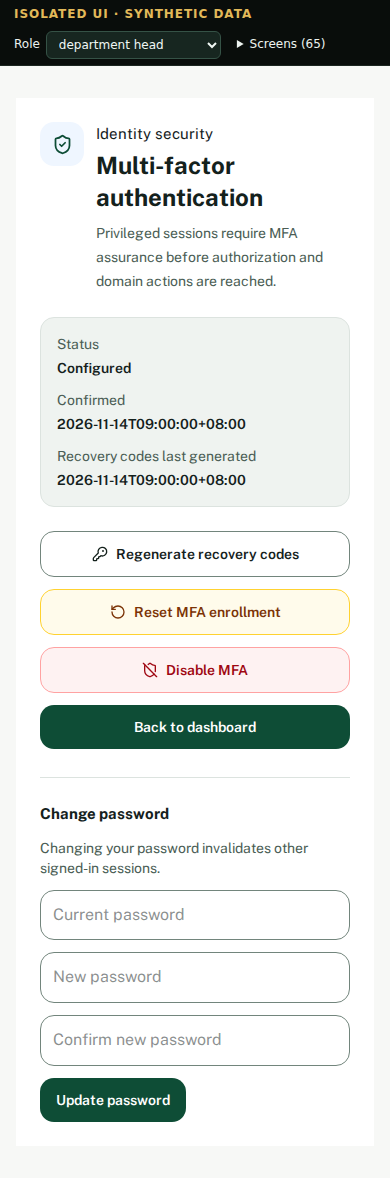 ISOLATED UI · SYNTHETIC DATA
Role department head ▶ Screens (65)
Identity security
Multi-factor
authentication
Privileged sessions require MFA
assurance before authorization and
domain actions are reached.
Status
Configured
Confirmed
2026-11-14T09:00:00+08:00
Recovery codes last generated
2026-11-14T09:00:00+08:00
Regenerate recovery codes
Reset MFA enrollment
Disable MFA
Back to dashboard
Change password
Changing your password invalidates other
signed-in sessions.
Current password
New password
Confirm new password
Update password